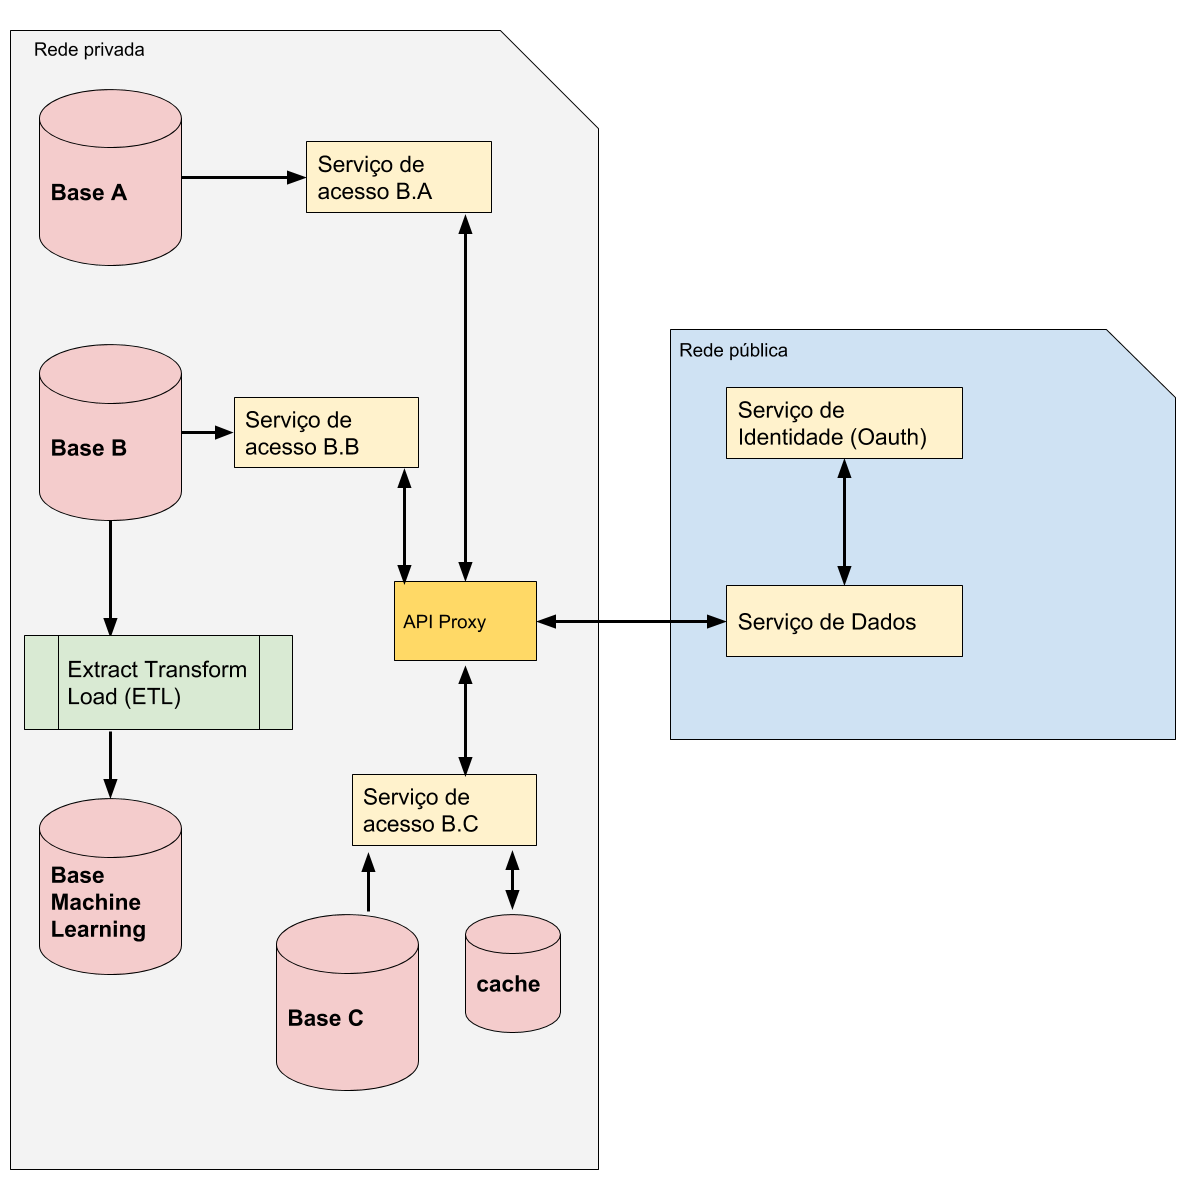 Rede privada
Base A
Serviço de
acesso B.A
Base B
Serviço de
acesso B.B
Extract Transform
Load (ETL)
API Proxy
Base
Machine
Learning
Serviço de
acesso B.C
Base C
cache
Rede pública
Serviço de
Identidade (Oauth)
Serviço de Dados